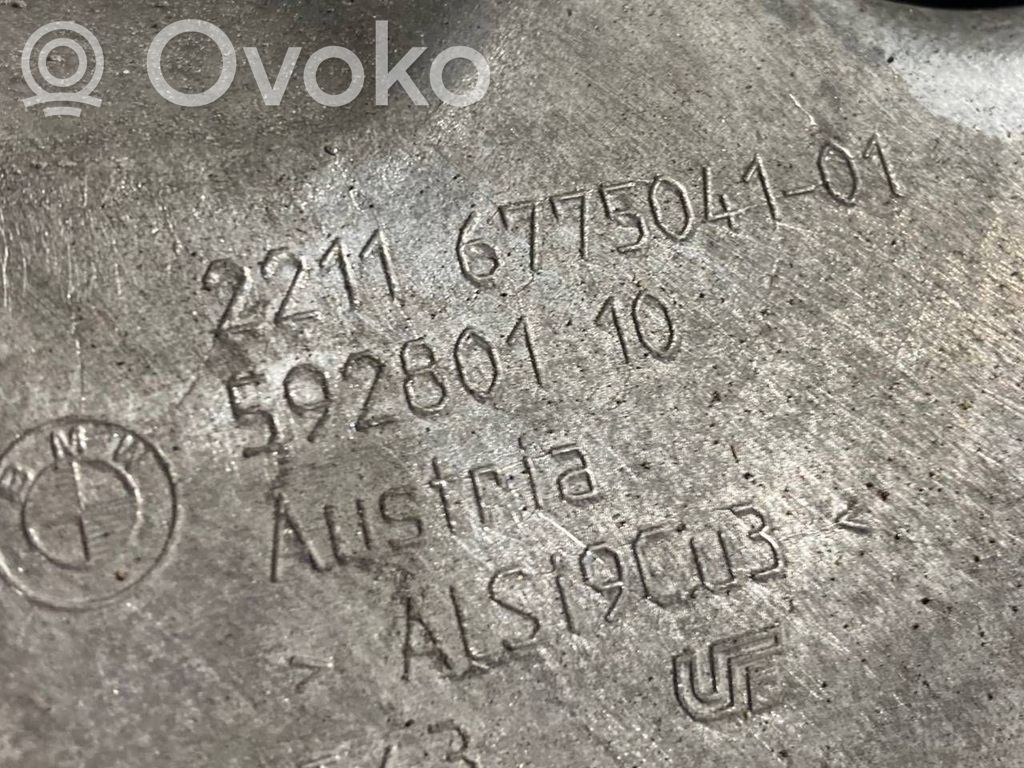 Ovoko
2211 6775041-01
592801 10
BMW
Austria
> AlSi9Cu3 <